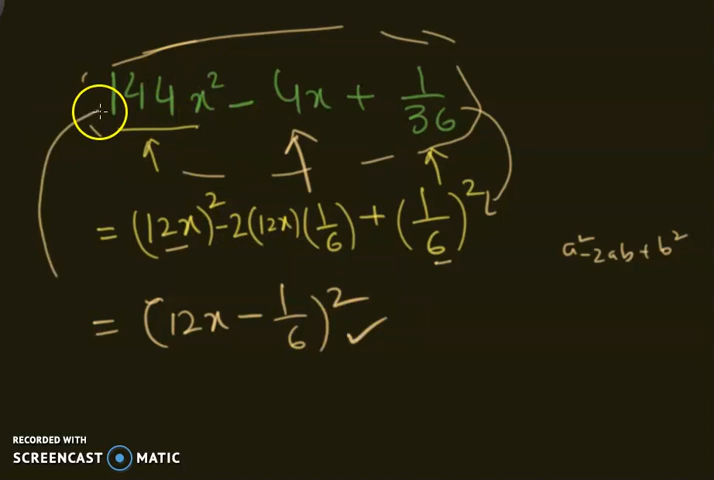 144x² - 4x + 1/36
= (12x)² - 2(12x)(1/6) + (1/6)²
a² - 2ab + b²
= (12x - 1/6)²
RECORDED WITH
SCREENCAST MATIC